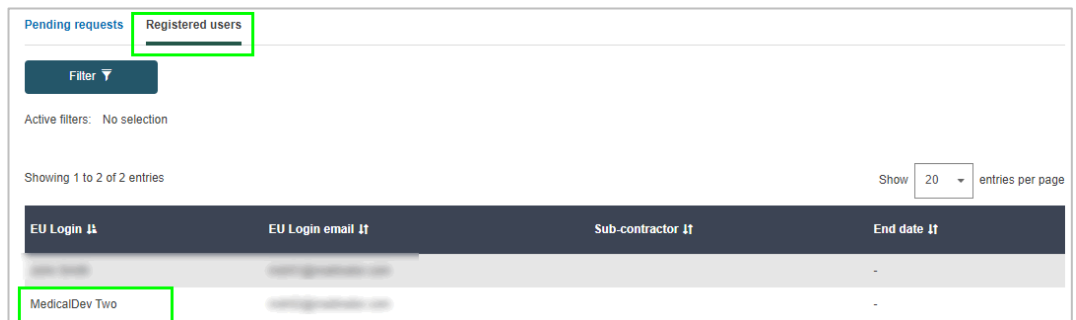 Pending requests Registered users
Filter
Active filters: No selection
Showing 1 to 2 of 2 entries Show 20 entries per page
EU Login EU Login email Sub-contractor End date
-
MedicalDev Two -